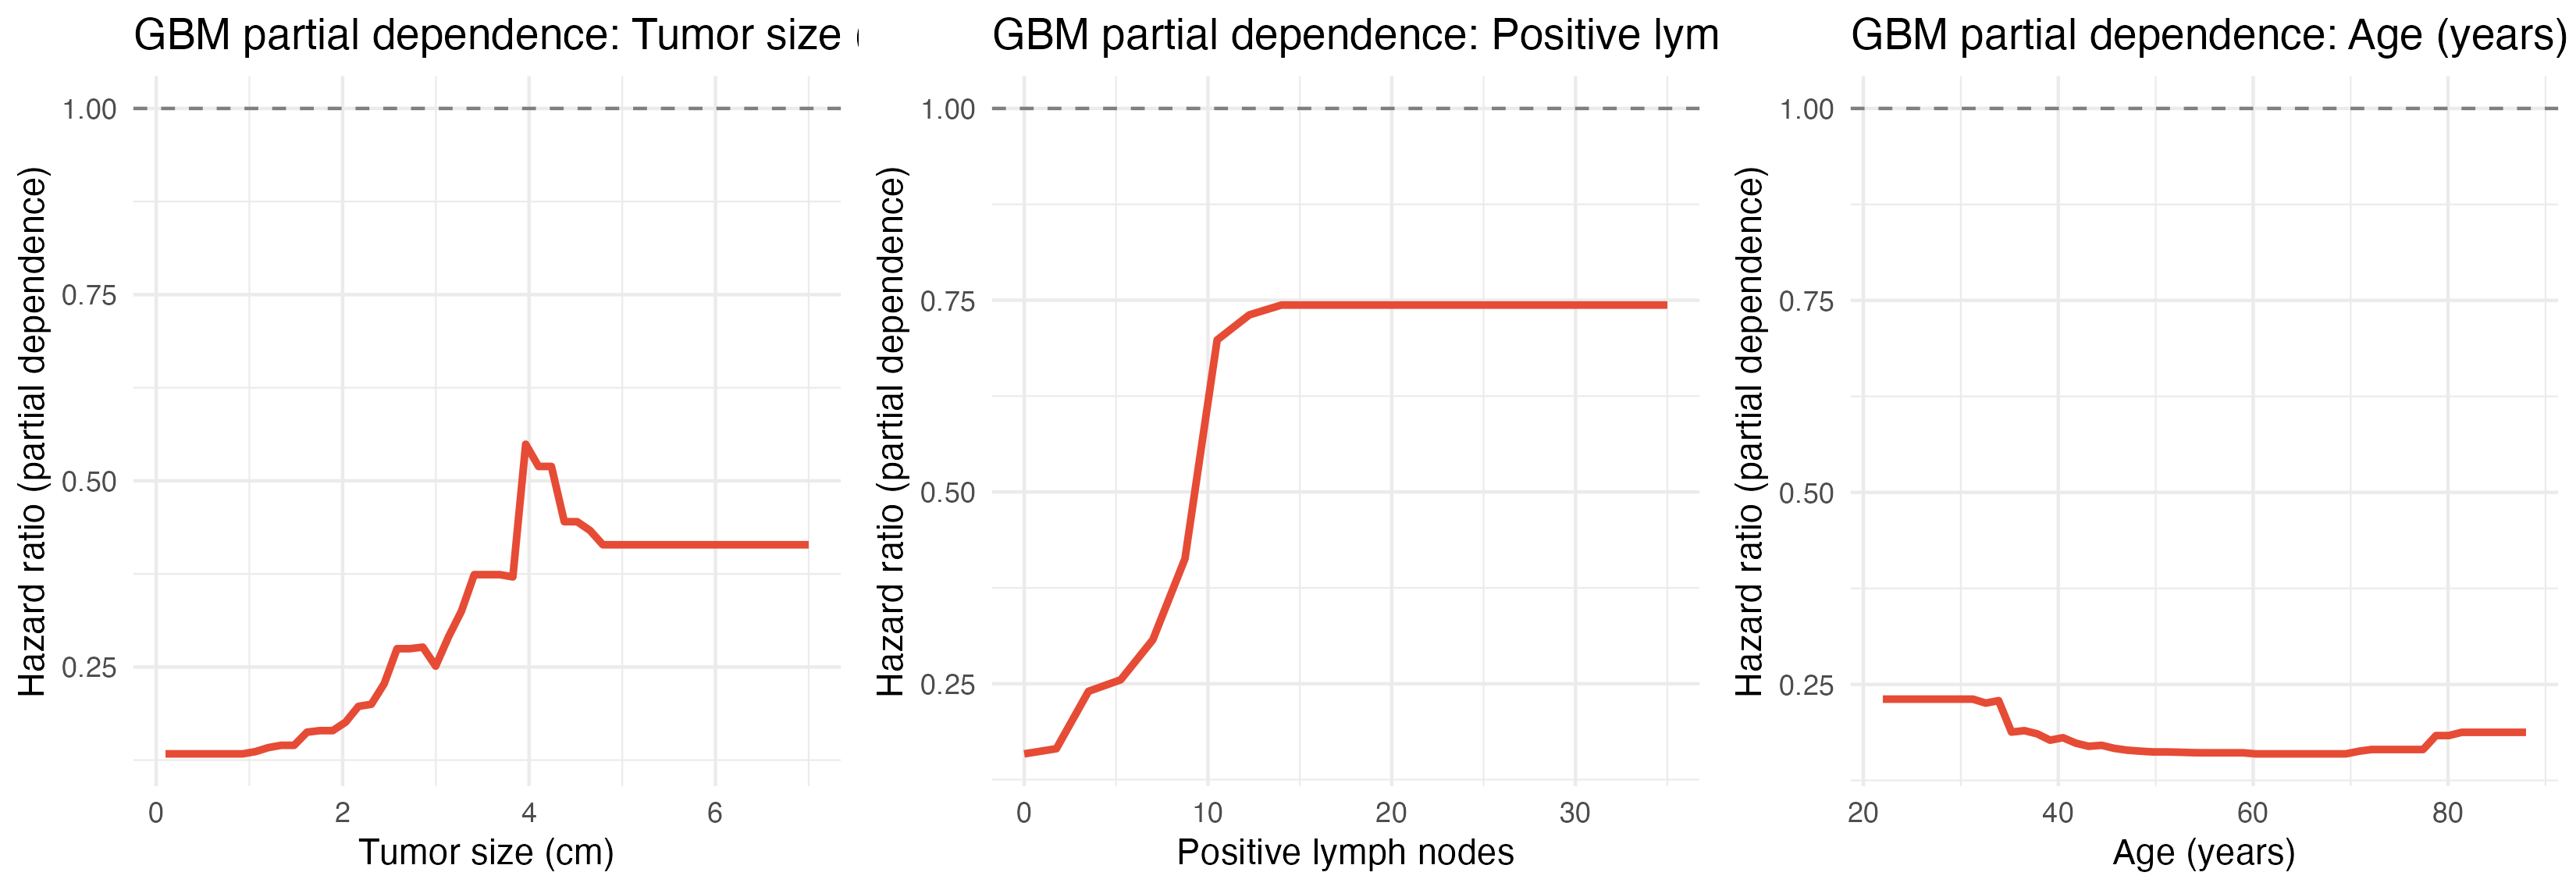 GBM partial dependence: Tumor size (
1.00
0.75
0.50
0.25
Hazard ratio (partial dependence)
0
2
4
6
Tumor size (cm)
GBM partial dependence: Positive lym
1.00
0.75
0.50
0.25
Hazard ratio (partial dependence)
0
10
20
30
Positive lymph nodes
GBM partial dependence: Age (years)
1.00
0.75
0.50
0.25
Hazard ratio (partial dependence)
20
40
60
80
Age (years)